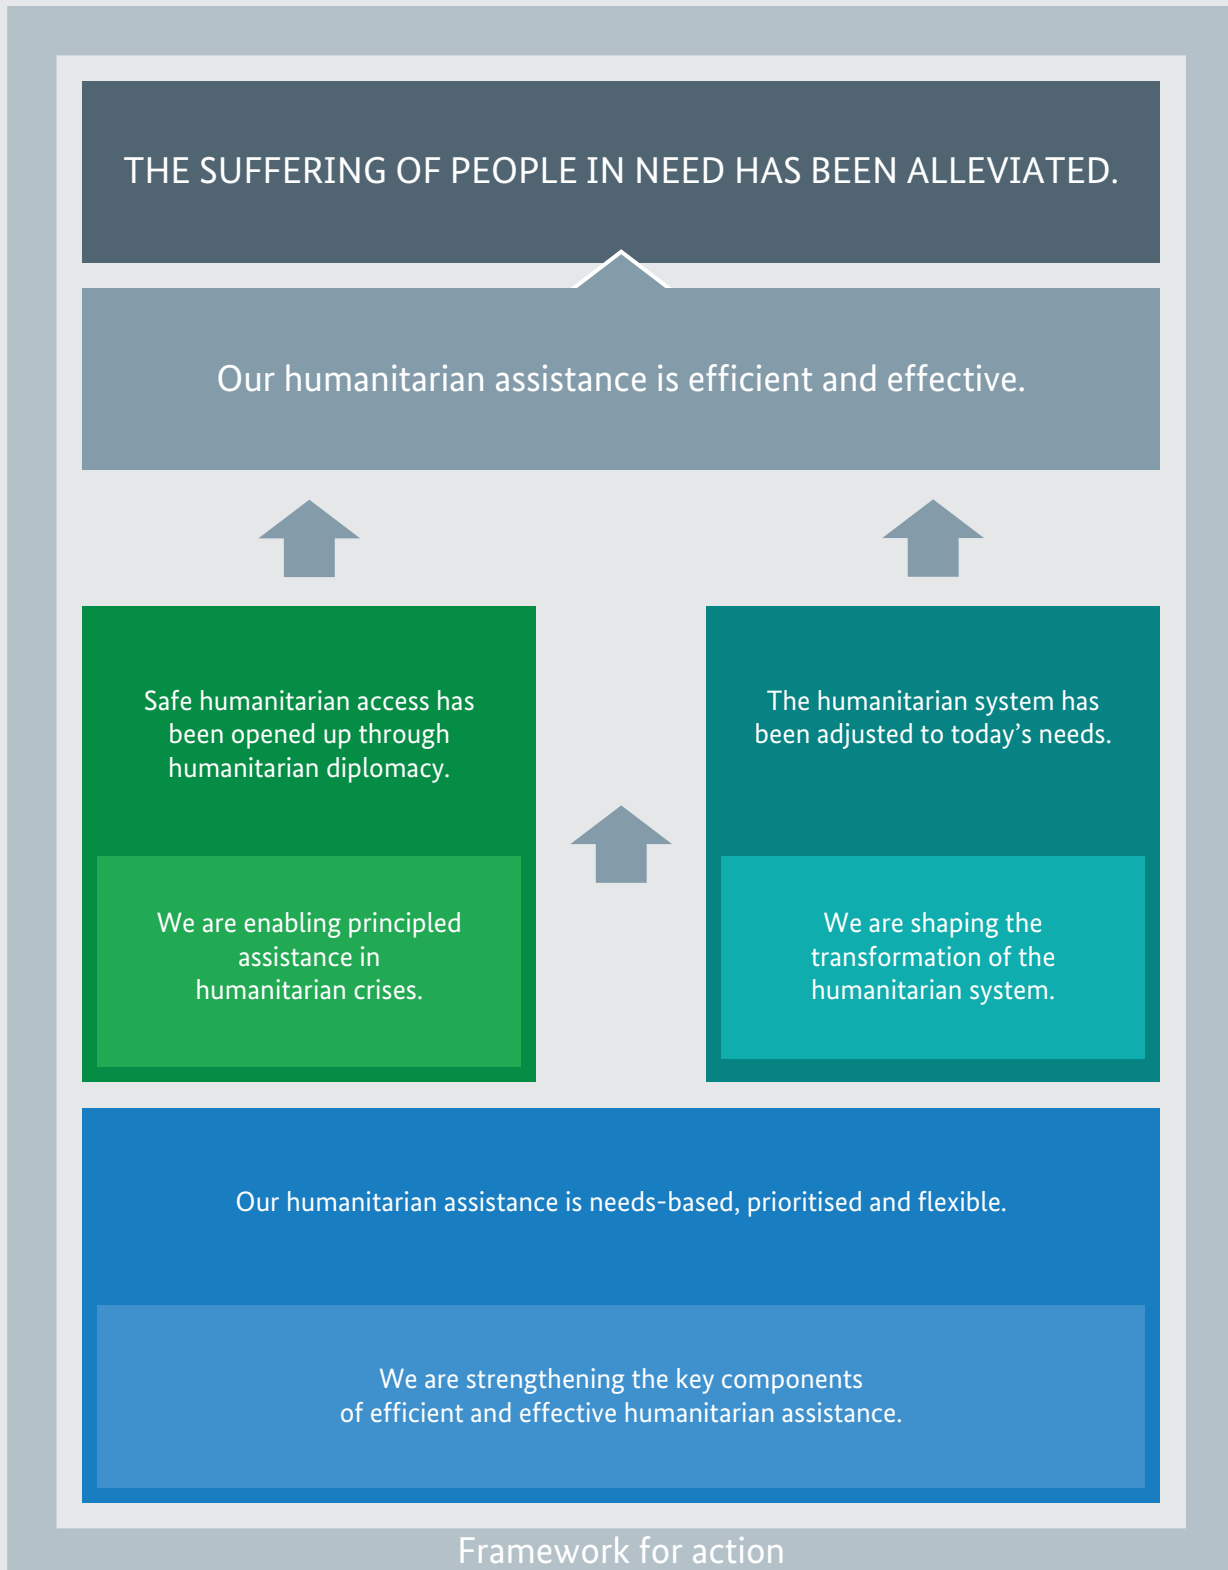 THE SUFFERING OF PEOPLE IN NEED HAS BEEN ALLEVIATED.
Our humanitarian assistance is efficient and effective.
Safe humanitarian access has
been opened up through
humanitarian diplomacy.
We are enabling principled
assistance in
humanitarian crises.
The humanitarian system has
been adjusted to today’s needs.
We are shaping the
transformation of the
humanitarian system.
Our humanitarian assistance is needs-based, prioritised and flexible.
We are strengthening the key components
of efficient and effective humanitarian assistance.
Framework for action